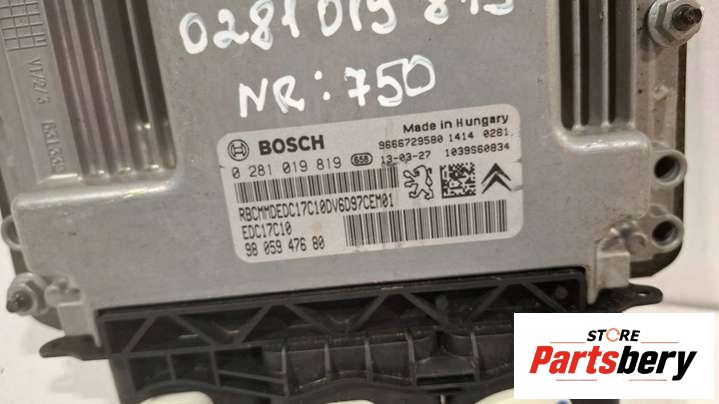 0281 019 819
NR: 750
BOSCH
Made in Hungary
9666729580 1414 0281
0 281 019 819 658 13-03-27 1039S60834
RBCMMDEDC17C10DV6D97CEM01
EDC17C10
98 059 476 80
STORE
Partsbery